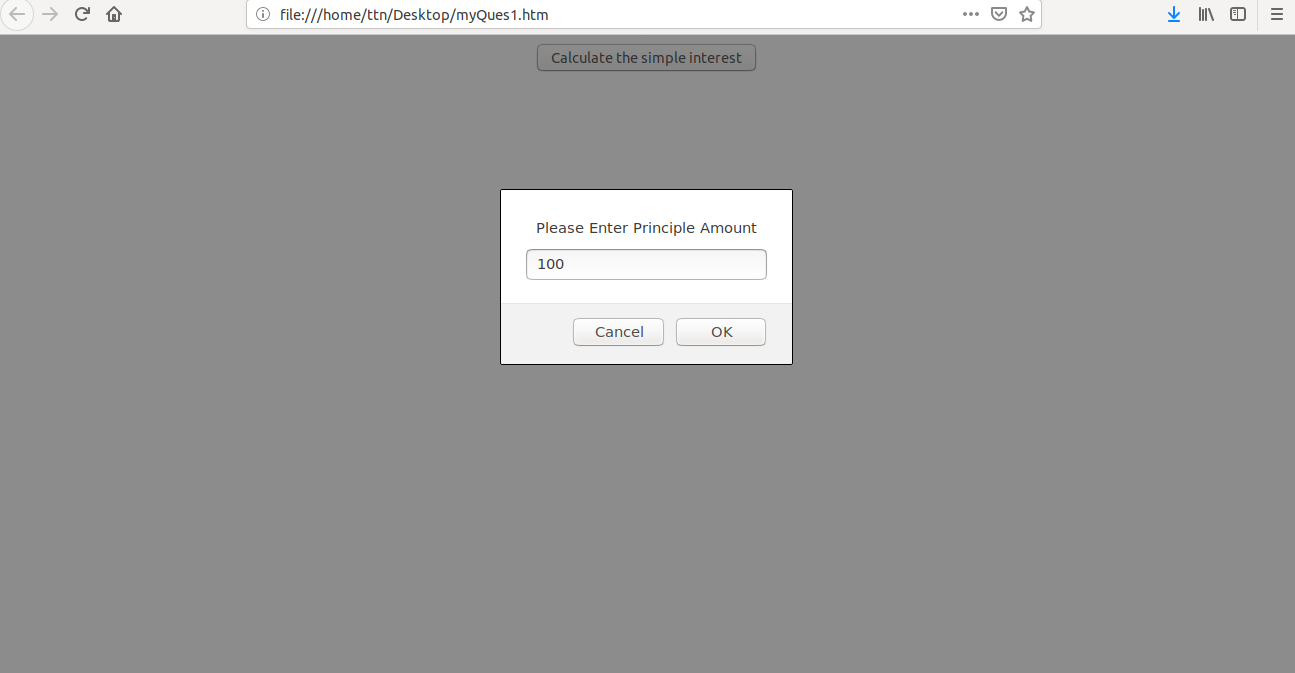 file:///home/ttn/Desktop/myQues1.htm
Calculate the simple interest
Please Enter Principle Amount
100
Cancel OK